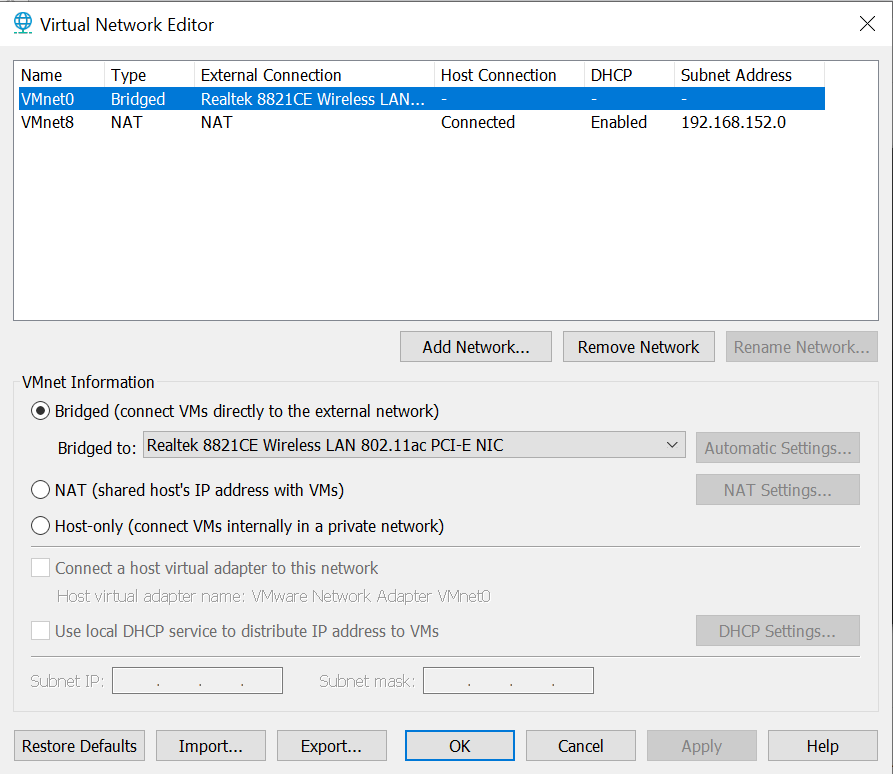 Virtual Network Editor
Name Type External Connection Host Connection DHCP Subnet Address
VMnet0 Bridged Realtek 8821CE Wireless LAN... - - -
VMnet8 NAT NAT Connected Enabled 192.168.152.0
Add Network... Remove Network Rename Network...
VMnet Information
Bridged (connect VMs directly to the external network)
Bridged to: Realtek 8821CE Wireless LAN 802.11ac PCI-E NIC Automatic Settings...
NAT (shared host's IP address with VMs) NAT Settings...
Host-only (connect VMs internally in a private network)
Connect a host virtual adapter to this network
Host virtual adapter name: VMware Network Adapter VMnet0
Use local DHCP service to distribute IP address to VMs DHCP Settings...
Subnet IP: . . . Subnet mask: . . .
Restore Defaults Import... Export... OK Cancel Apply Help